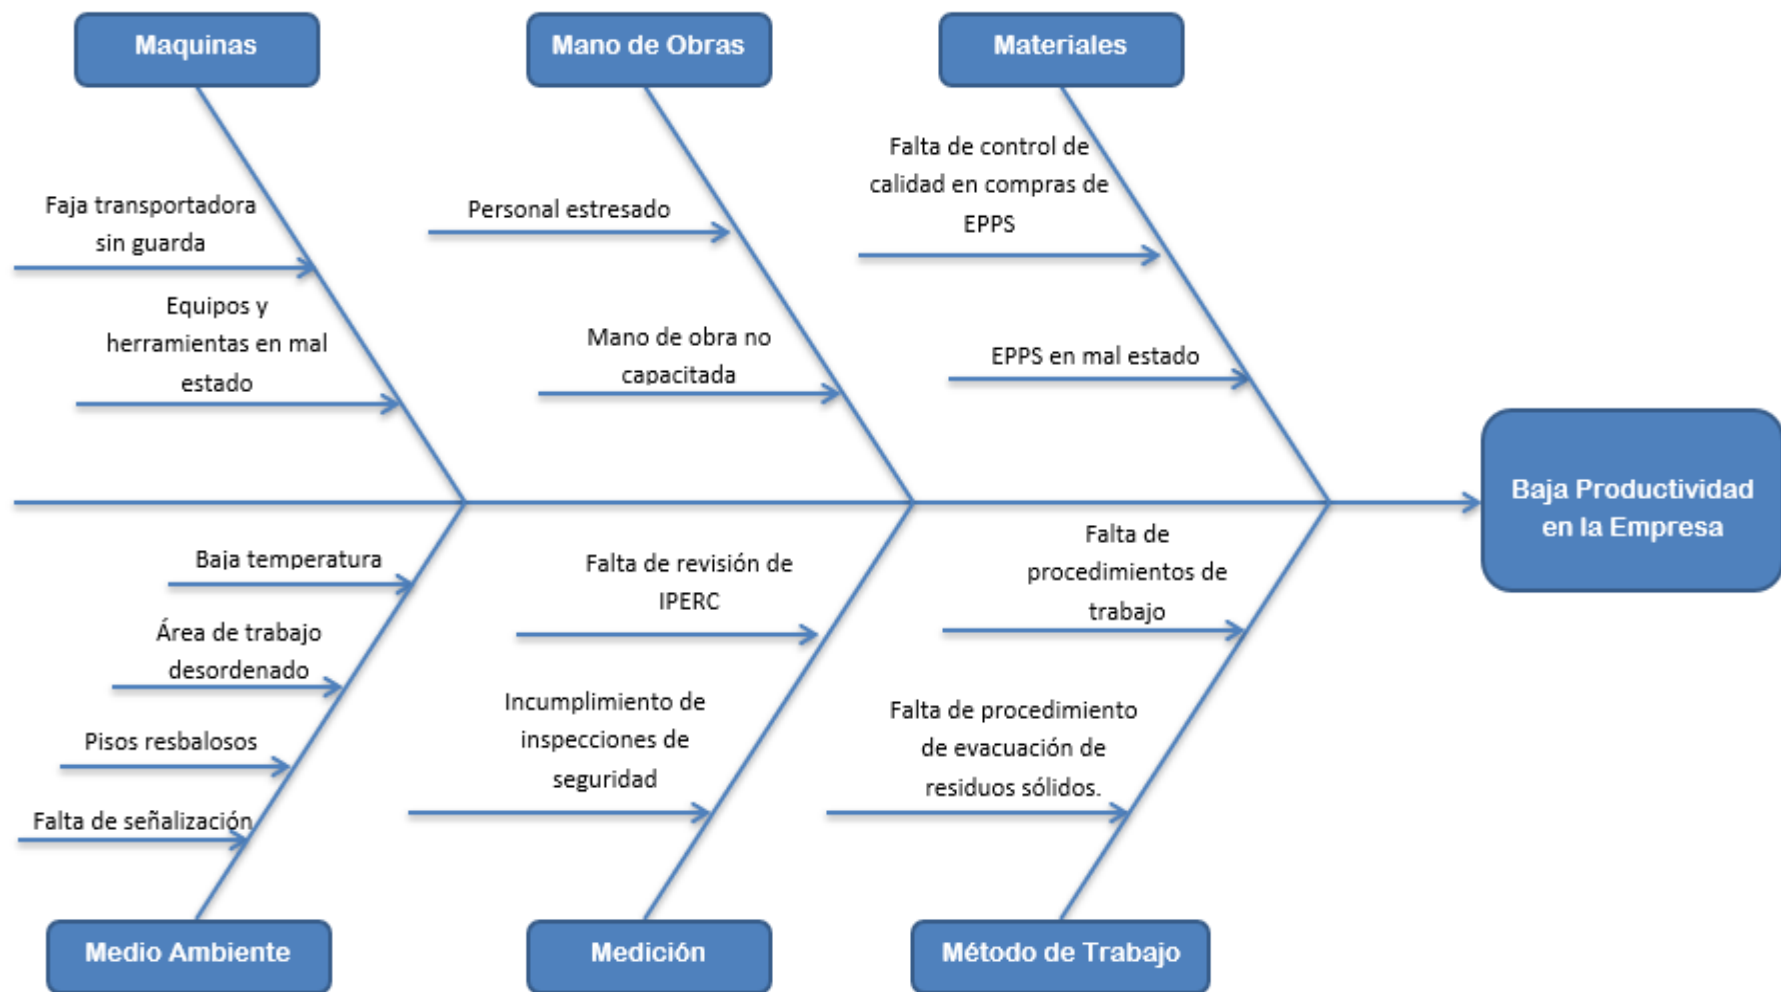 Maquinas
Mano de Obras
Materiales
Faja transportadora
sin guarda
Equipos y
herramientas en mal
estado
Personal estresado
Mano de obra no
capacitada
Falta de control de
calidad en compras de
EPPS
EPPS en mal estado
Baja Productividad
en la Empresa
Baja temperatura
Área de trabajo
desordenado
Pisos resbalosos
Falta de señalización
Falta de revisión de
IPERC
Incumplimiento de
inspecciones de
seguridad
Falta de
procedimientos de
trabajo
Falta de procedimiento
de evacuación de
residuos sólidos.
Medio Ambiente
Medición
Método de Trabajo